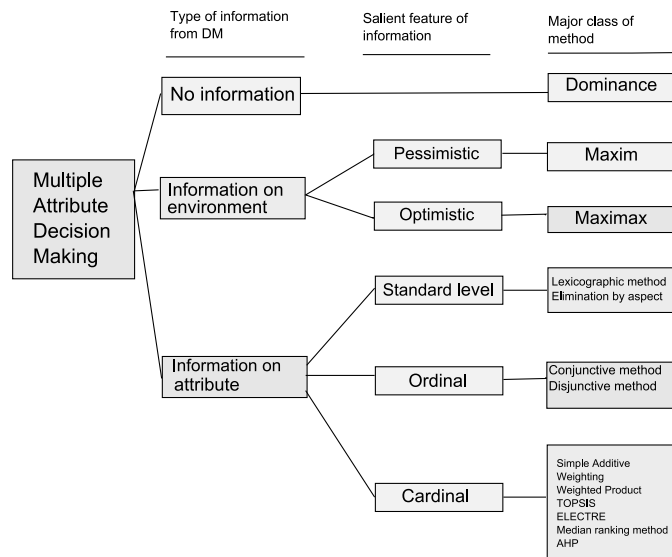 Type of information
from DM
Salient feature of
information
Major class of
method
No information
Dominance
Multiple
Attribute
Decision
Making
Information on
environment
Pessimistic
Maxim
Optimistic
Maximax
Information on
attribute
Standard level
Lexicographic method
Elimination by aspect
Ordinal
Conjunctive method
Disjunctive method
Cardinal
Simple Additive
Weighting
Weighted Product
TOPSIS
ELECTRE
Median ranking method
AHP